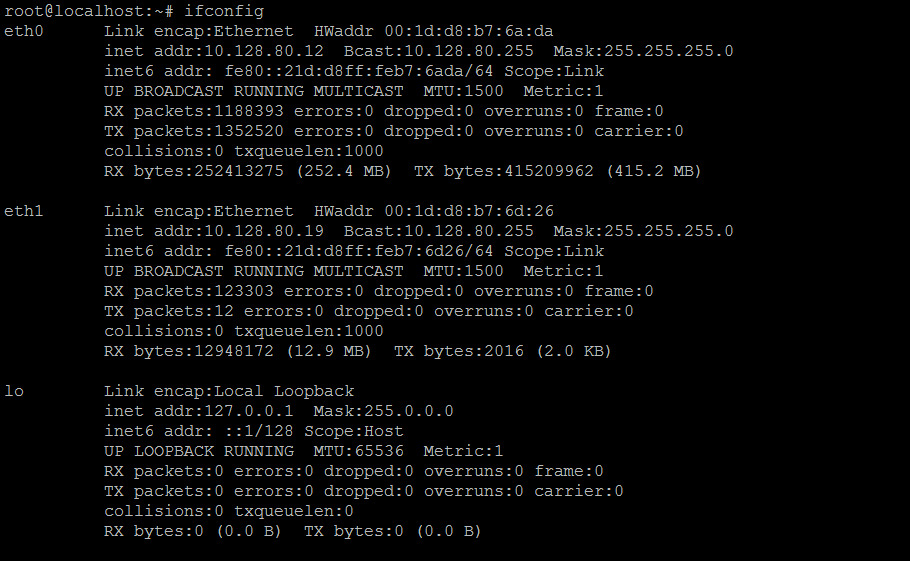 root@localhost:~# ifconfig
eth0 Link encap:Ethernet HWaddr 00:1d:d8:b7:6a:da
inet addr:10.128.80.12 Bcast:10.128.80.255 Mask:255.255.255.0
inet6 addr: fe80::21d:d8ff:feb7:6ada/64 Scope:Link
UP BROADCAST RUNNING MULTICAST MTU:1500 Metric:1
RX packets:1188393 errors:0 dropped:0 overruns:0 frame:0
TX packets:1352520 errors:0 dropped:0 overruns:0 carrier:0
collisions:0 txqueuelen:1000
RX bytes:252413275 (252.4 MB) TX bytes:415209962 (415.2 MB)
eth1 Link encap:Ethernet HWaddr 00:1d:d8:b7:6d:26
inet addr:10.128.80.19 Bcast:10.128.80.255 Mask:255.255.255.0
inet6 addr: fe80::21d:d8ff:feb7:6d26/64 Scope:Link
UP BROADCAST RUNNING MULTICAST MTU:1500 Metric:1
RX packets:123303 errors:0 dropped:0 overruns:0 frame:0
TX packets:12 errors:0 dropped:0 overruns:0 carrier:0
collisions:0 txqueuelen:1000
RX bytes:12948172 (12.9 MB) TX bytes:2016 (2.0 KB)
lo Link encap:Local Loopback
inet addr:127.0.0.1 Mask:255.0.0.0
inet6 addr: ::1/128 Scope:Host
UP LOOPBACK RUNNING MTU:65536 Metric:1
RX packets:0 errors:0 dropped:0 overruns:0 frame:0
TX packets:0 errors:0 dropped:0 overruns:0 carrier:0
collisions:0 txqueuelen:0
RX bytes:0 (0.0 B) TX bytes:0 (0.0 B)